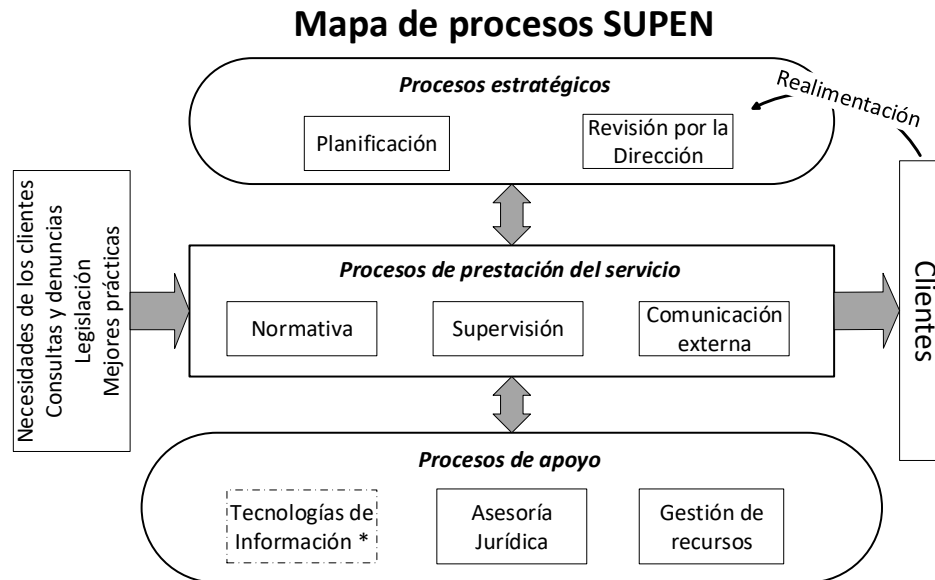 Mapa de procesos SUPEN
Procesos estratégicos
Realimentación
Planificación
Revisión por la
Dirección
Necesidades de los clientes
Consultas y denuncias
Legislación
Mejores prácticas
Procesos de prestación del servicio
Normativa
Supervisión
Comunicación
externa
Clientes
Procesos de apoyo
Tecnologías de
Información *
Asesoría
Jurídica
Gestión de
recursos